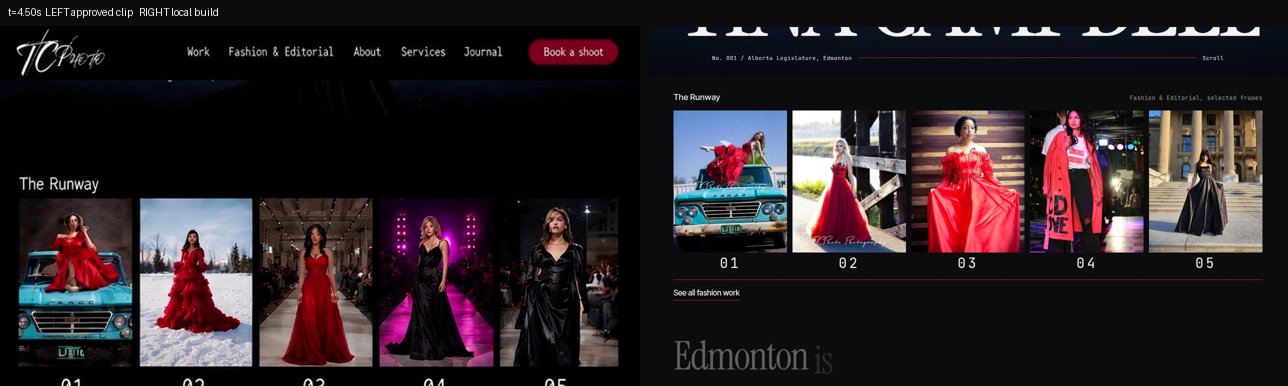 t=4.50s LEFT approved clip RIGHT local build
TCPhoto
Work Fashion & Editorial About Services Journal Book a shoot
The Runway
FARGO
01 02 03 04 05
No. 001 / Alberta Legislature, Edmonton Scroll
The Runway Fashion & Editorial, selected frames
01 02 03 04 05
See all fashion work
Edmonton is